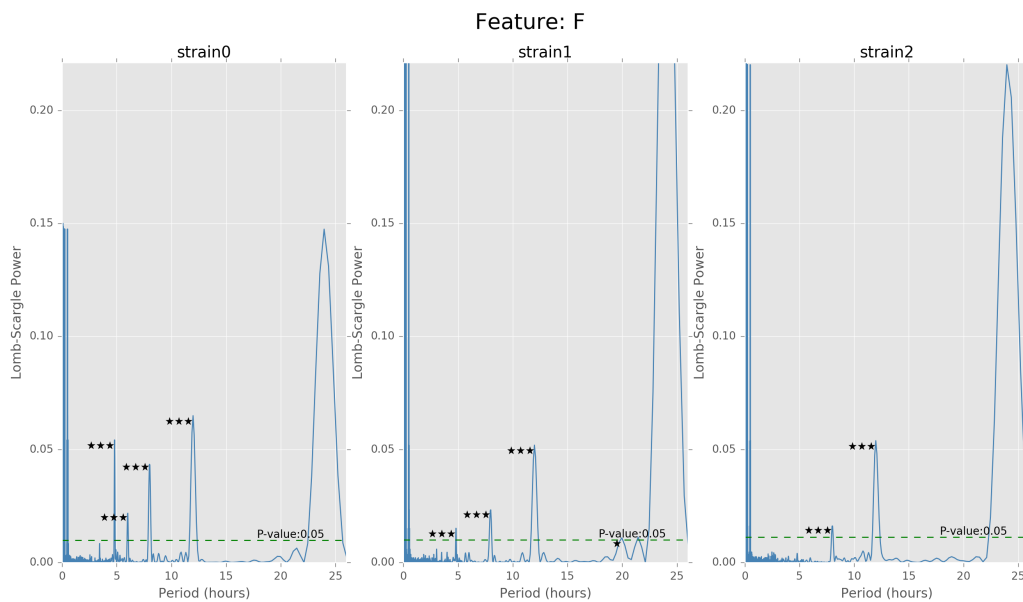 Feature: F
strain0
strain1
strain2
0.20
0.15
0.10
0.05
0.00
Lomb-Scargle Power
★★★
★★★
★★★
★★★
P-value:0.05
0 5 10 15 20 25
Period (hours)
0.20
0.15
0.10
0.05
0.00
Lomb-Scargle Power
★★★
★★★
★★★
★
P-value:0.05
0 5 10 15 20 25
Period (hours)
0.20
0.15
0.10
0.05
0.00
Lomb-Scargle Power
★★★
★★★
P-value:0.05
0 5 10 15 20 25
Period (hours)